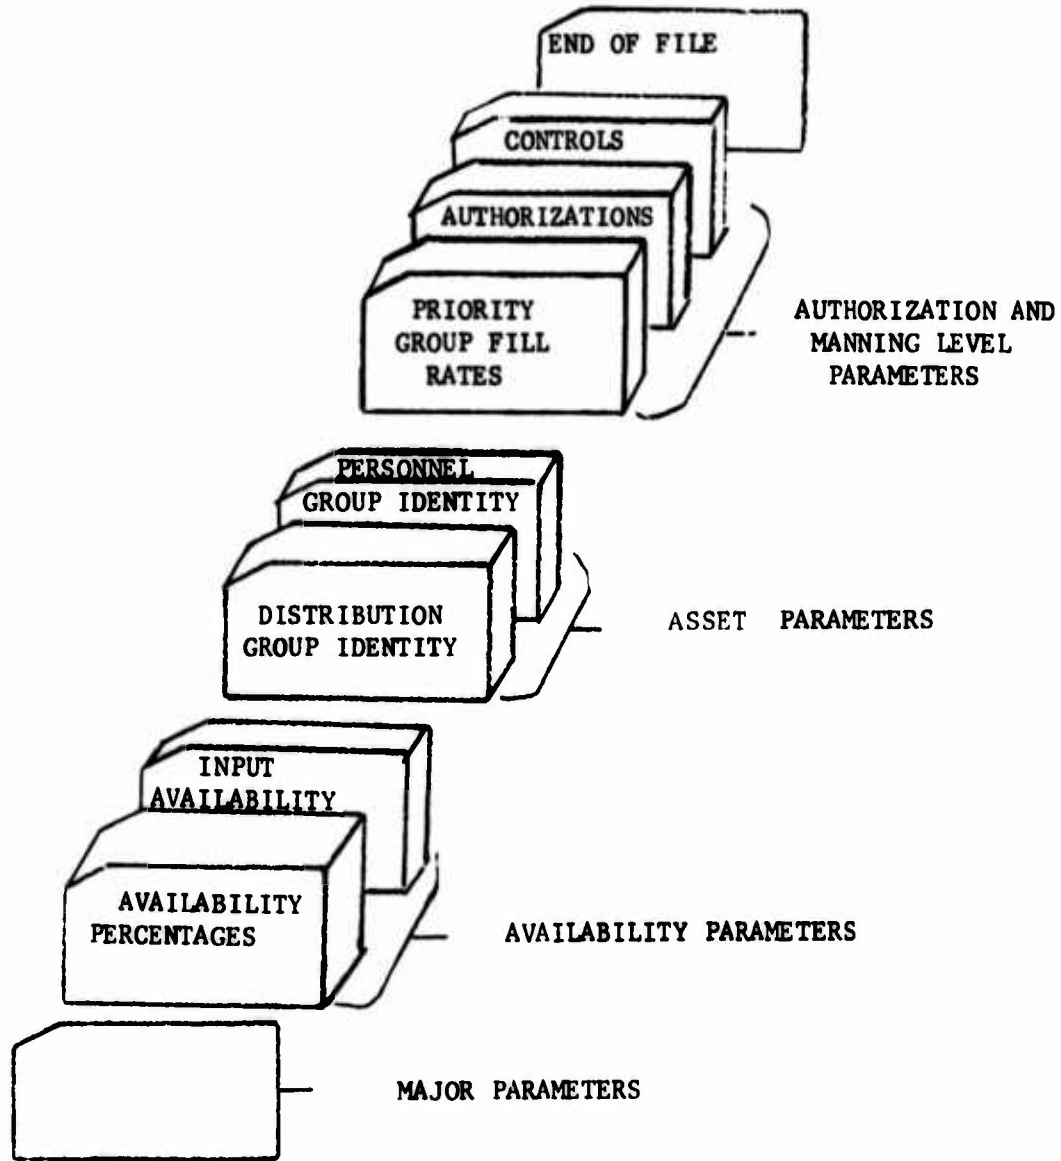 END OF FILE
CONTROLS
AUTHORIZATIONS
PRIORITY
GROUP FILL
RATES
AUTHORIZATION AND
MANNING LEVEL
PARAMETERS
PERSONNEL
GROUP IDENTITY
DISTRIBUTION
GROUP IDENTITY
ASSET PARAMETERS
INPUT
AVAILABILITY
AVAILABILITY
PERCENTAGES
AVAILABILITY PARAMETERS
MAJOR PARAMETERS